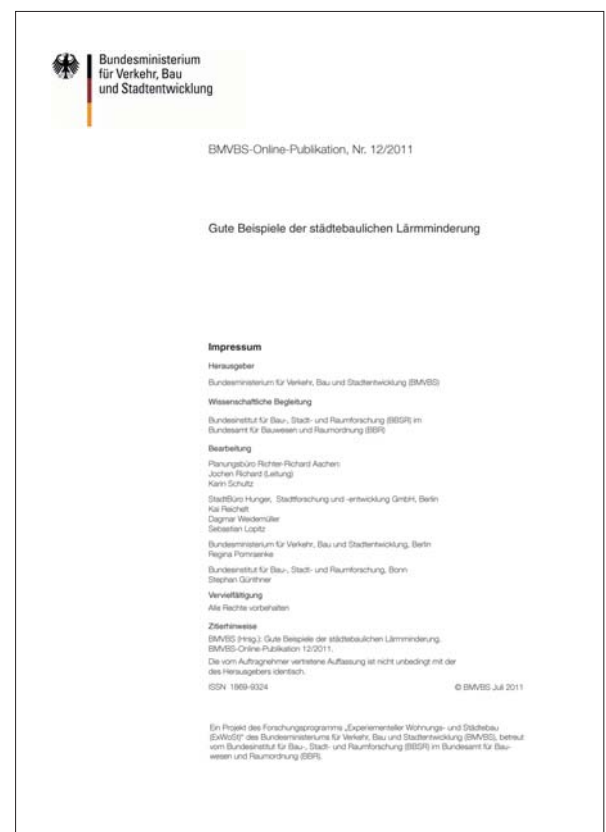 Bundesministerium
für Verkehr, Bau
und Stadtentwicklung
BMVBS-Online-Publikation, Nr. 12/2011
Gute Beispiele der städtebaulichen Lärmminderung
Impressum
Herausgeber
Bundesministerium für Verkehr, Bau und Stadtentwicklung (BMVBS)
Wissenschaftliche Begleitung
Bundesinstitut für Bau-, Stadt- und Raumforschung (BBSR) im
Bundesamt für Bauwesen und Raumordnung (BBR)
Bearbeitung
Planungsbüro Richter-Richard Aachen:
Jochen Richard (Leitung)
Karin Schultz
StadtBüro Hunger, Stadtforschung und -entwicklung GmbH, Berlin
Kai Reichelt
Dagmar Weidemüller
Sebastian Lopitz
Bundesministerium für Verkehr, Bau und Stadtentwicklung, Berlin
Regina Pomraenke
Bundesinstitut für Bau-, Stadt- und Raumforschung, Bonn
Stephan Günthner
Vervielfältigung
Alle Rechte vorbehalten
Zitierhinweise
BMVBS (Hrsg.): Gute Beispiele der städtebaulichen Lärmminderung.
BMVBS-Online-Publikation 12/2011.
Die vom Auftragnehmer vertretene Auffassung ist nicht unbedingt mit der
des Herausgebers identisch.
ISSN 1869-9324 © BMVBS Juli 2011
Ein Projekt des Forschungsprogramms „Experiementeller Wohnungs- und Städtebau
(ExWoSt)“ des Bundesministeriums für Verkehr, Bau und Stadtentwicklung (BMVBS), betreut
vom Bundesinstitut für Bau-, Stadt- und Raumforschung (BBSR) im Bundesamt für Bau-
wesen und Raumordnung (BBR).